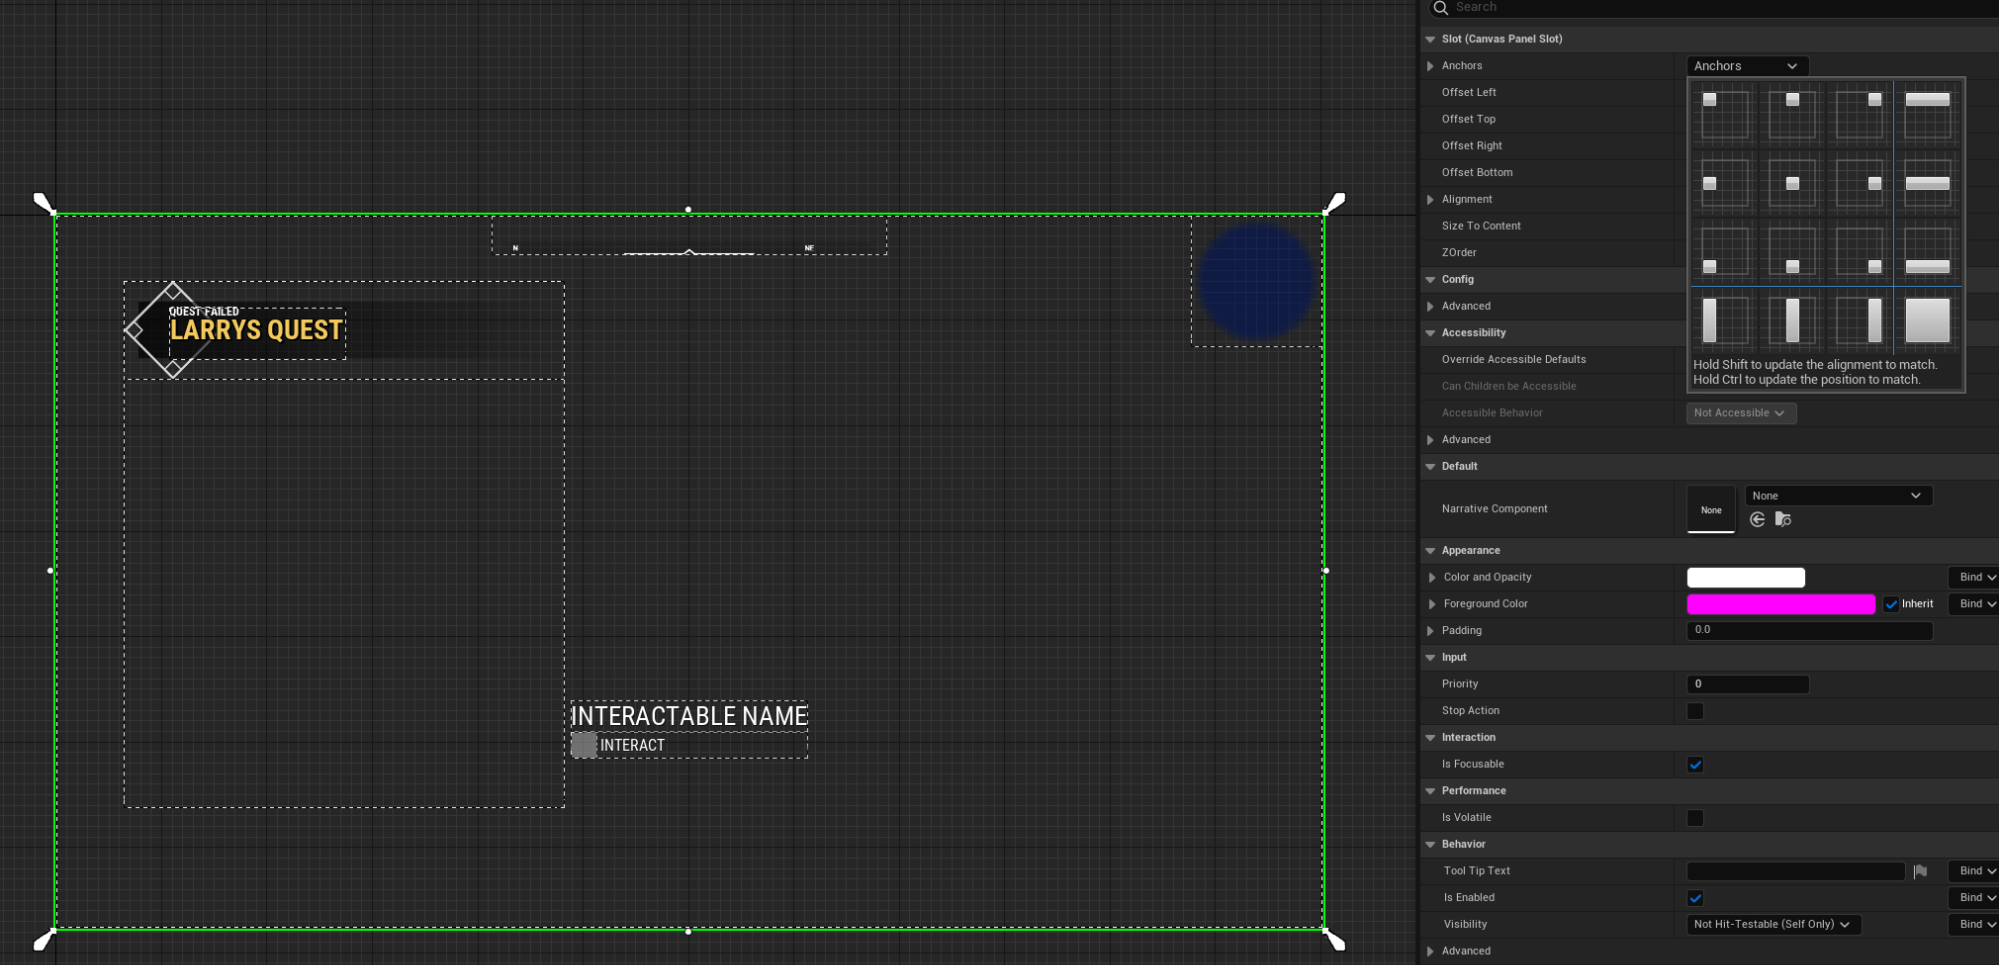 N
NE
QUEST FAILED
LARRYS QUEST
INTERACTABLE NAME
INTERACT
Search
Slot (Canvas Panel Slot)
Anchors
Anchors
Offset Left
Offset Top
Offset Right
Offset Bottom
Alignment
Size To Content
ZOrder
Hold Shift to update the alignment to match.
Hold Ctrl to update the position to match.
Config
Advanced
Accessibility
Override Accessible Defaults
Can Children be Accessible
Accessible Behavior
Not Accessible
Advanced
Default
Narrative Component
None
None
Appearance
Color and Opacity
Bind
Foreground Color
Inherit
Bind
Padding
0.0
Input
Priority
0
Stop Action
Interaction
Is Focusable
Performance
Is Volatile
Behavior
Tool Tip Text
Bind
Is Enabled
Bind
Visibility
Not Hit-Testable (Self Only)
Bind
Advanced